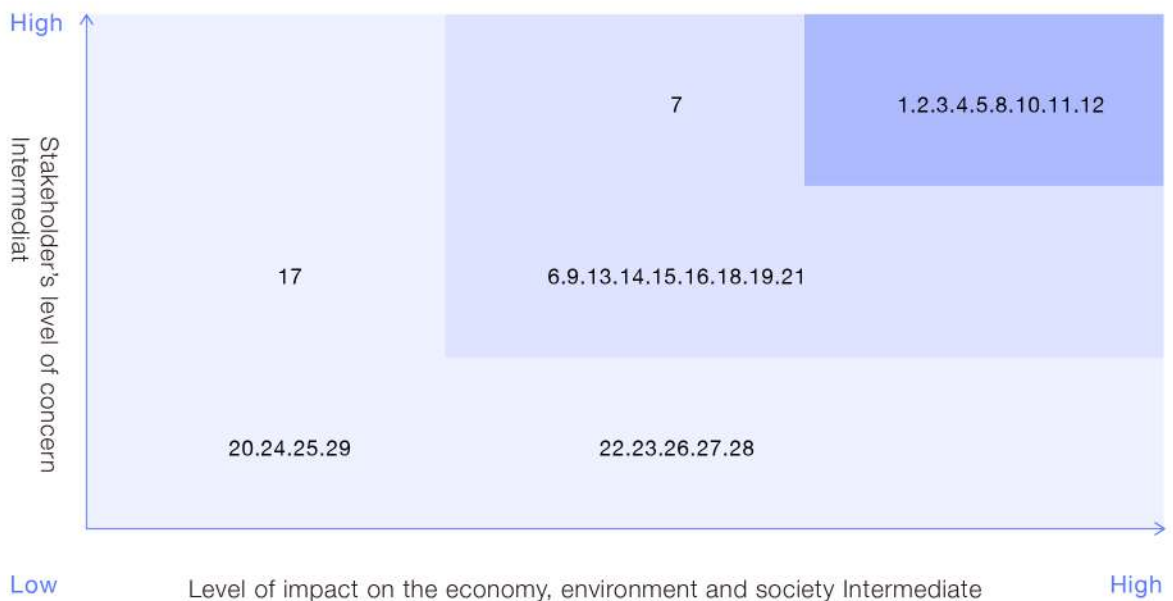 High
7
1.2.3.4.5.8.10.11.12
Stakeholder's level of concern
Intermediat
17
6.9.13.14.15.16.18.19.21
20.24.25.29
22.23.26.27.28
Low
Level of impact on the economy, environment and society Intermediate
High